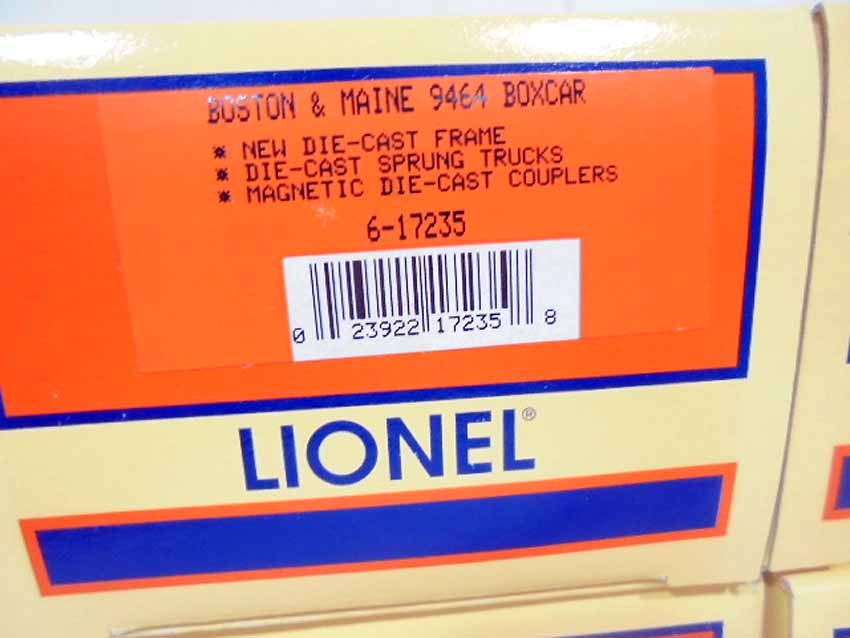 BOSTON & MAINE 9464 BOXCAR
* NEW DIE-CAST FRAME
* DIE-CAST SPRUNG TRUCKS
* MAGNETIC DIE-CAST COUPLERS
6-17235
0 23922 17235 8
LIONEL®